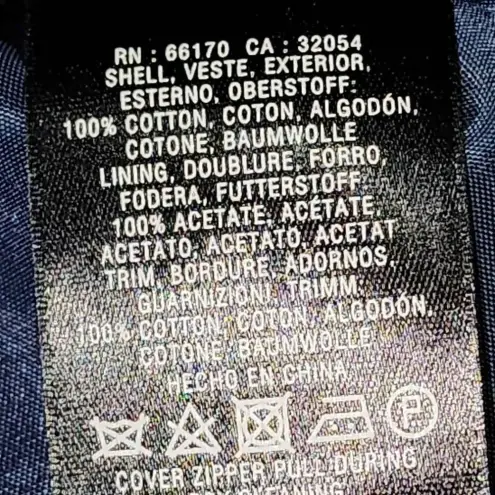 RN : 66170 CA : 32054
SHELL, VESTE, EXTERIOR,
ESTERNO, OBERSTOFF:
100% COTTON, COTON, ALGODÓN,
COTONE, BAUMWOLLE
LINING, DOUBLURE, FORRO,
FODERA, FUTTERSTOFF:
100% ACETATE, ACÉTATE,
ACETATO, ACETATO, ACETAT
TRIM, BORDURE, ADORNOS,
GUARNIZIONI, TRIMM:
100% COTTON, COTON, ALGODÓN,
COTONE, BAUMWOLLE
HECHO EN CHINA
P
COVER ZIPPER PULL DURING